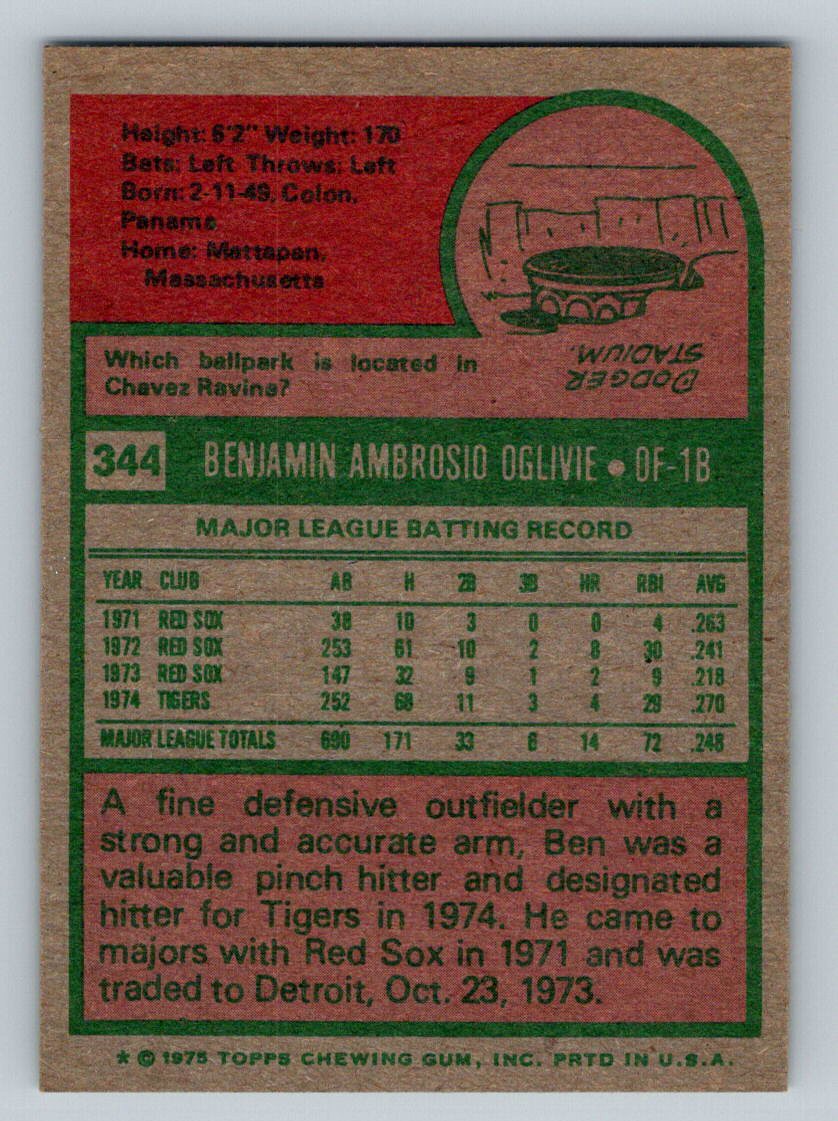 Height: 6'2" Weight: 170
Bats: Left Throws: Left
Born: 2-11-49, Colon,
Panama
Home: Mattapan,
Massachusetts
DODGER
STADIUM.
Which ballpark is located in
Chavez Ravine?
344 BENJAMIN AMBROSIO OGLIVIE • OF-1B
MAJOR LEAGUE BATTING RECORD
YEAR CLUB AB H 2B 3B HR RBI AVG
1971 RED SOX 38 10 3 0 0 4 .263
1972 RED SOX 253 61 10 2 8 30 .241
1973 RED SOX 147 32 9 1 2 9 .218
1974 TIGERS 252 68 11 3 4 29 .270
MAJOR LEAGUE TOTALS 690 171 33 6 14 72 .248
A fine defensive outfielder with a
strong and accurate arm, Ben was a
valuable pinch hitter and designated
hitter for Tigers in 1974. He came to
majors with Red Sox in 1971 and was
traded to Detroit, Oct. 23, 1973.
* © 1975 TOPPS CHEWING GUM, INC. PRTD IN U.S.A.